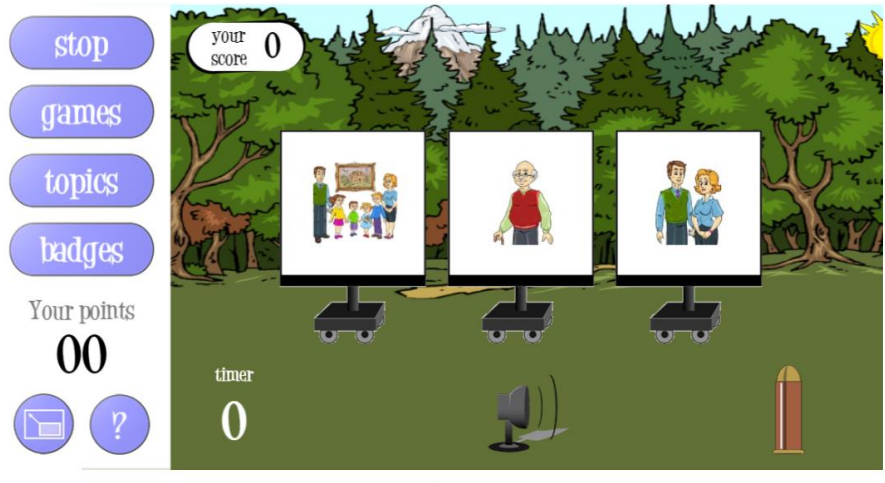 stop
games
topics
badges
Your points
00
?
your
score 0
timer
0